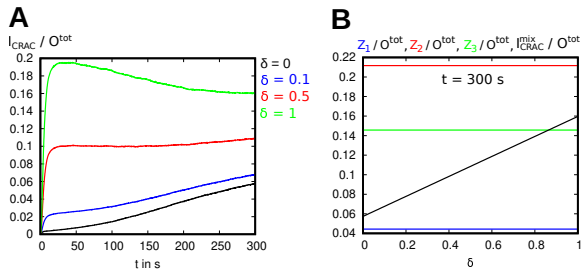 A
I_CRAC / O^tot
0.2
0.18
0.16
0.14
0.12
0.1
0.08
0.06
0.04
0.02
0
0 50 100 150 200 250 300
t in s
δ = 0
δ = 0.1
δ = 0.5
δ = 1
B
Z_1 / O^tot, Z_2 / O^tot, Z_3 / O^tot, I_CRAC^mix / O^tot
0.22
0.2
0.18
0.16
0.14
0.12
0.1
0.08
0.06
0.04
t = 300 s
0 0.2 0.4 0.6 0.8 1
δ